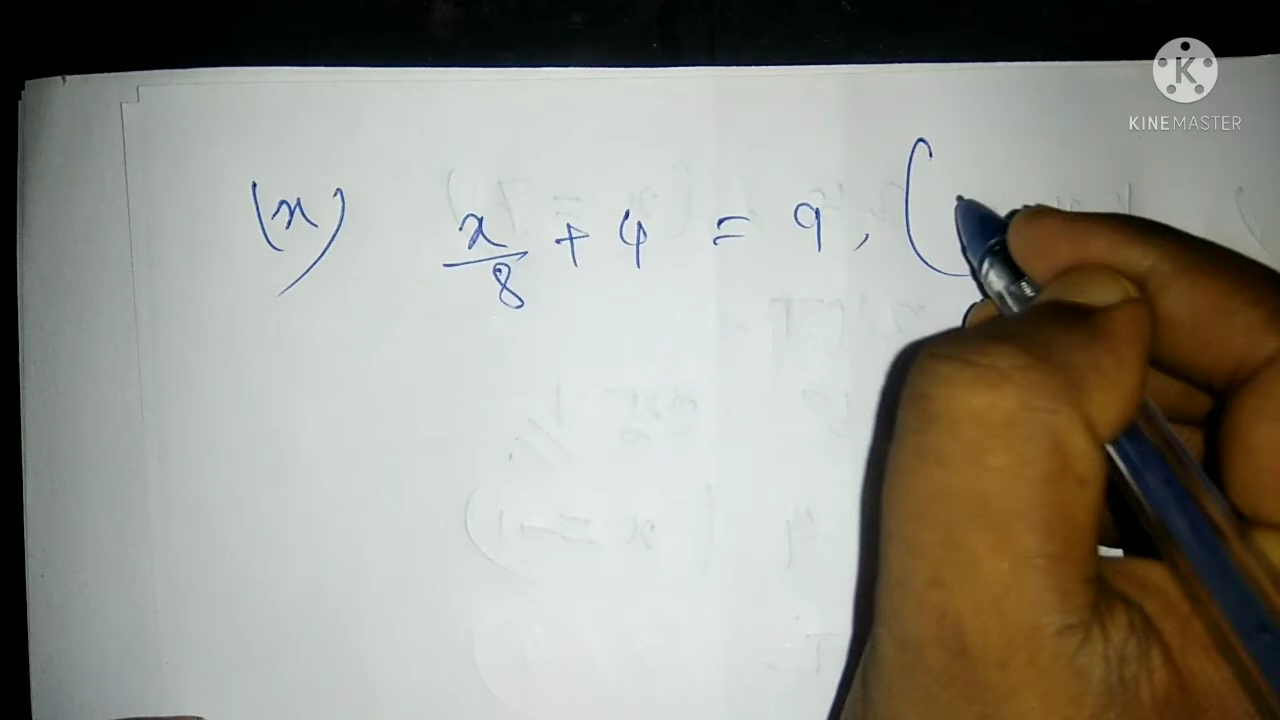 KINEMASTER
(x) x/8 + 4 = 9, (